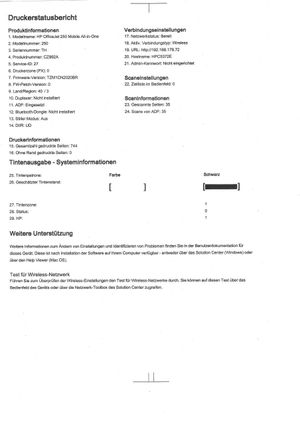 Druckerstatusbericht
Produktinformationen
1. Modellname: HP OfficeJet 250 Mobile All-in-One
2. Modellnummer: 250
3. Seriennummer: TH
4. Produktnummer: CZ992A
5. Service-ID: 27
6. Druckerzone (PX): 0
7. Firmware-Version: TZM1CN2020BR
8. FW-Patch-Version: 0
9. Land/Region: 40 / 3
10. Duplexer: Nicht installiert
11. ADF: Eingesetzt
12. Bluetooth-Dongle: Nicht installiert
13. Stiller Modus: Aus
14. DIR: LO
Druckerinformationen
15. Gesamtzahl gedruckter Seiten: 744
16. Ohne Rand gedruckte Seiten: 0
Verbindungseinstellungen
17. Netzwerkstatus: Bereit
18. Aktiv. Verbindungstyp: Wireless
19. URL: http://192.168.178.72
20. Hostname:
21. Admin-Kennwort: Nicht eingerichtet
Scaneinstellungen
22. Zeitlose im Bedienfeld: 0
Scaninformationen
23. Gescannte Seiten: 35
24. Scans von ADF: 35
Tintenausgabe - Systeminformationen
25. Tintenpatrone: Farbe Schwarz
26. Geschätzter Tintenstand: [ ] [ ]
27. Tintenzone: 1
28. Status: 0
29. HP: 1
Weitere Unterstützung
Weitere Informationen zum Ändern von Einstellungen und Identifizieren von Problemen finden Sie in der Benutzerdokumentation für
dieses Gerät. Diese ist nach Installation der Software auf Ihrem Computer verfügbar - entweder über das Solution Center (Windows) oder
über den Help Viewer (Mac OS).
Test für Wireless-Netzwerk
Führen Sie zum Überprüfen der Wireless-Einstellungen den Test für Wireless-Netzwerke durch. Sie können auf diesen Test über das
Bedienfeld des Geräts oder über die Netzwerk-Toolbox des Solution Center zugreifen.